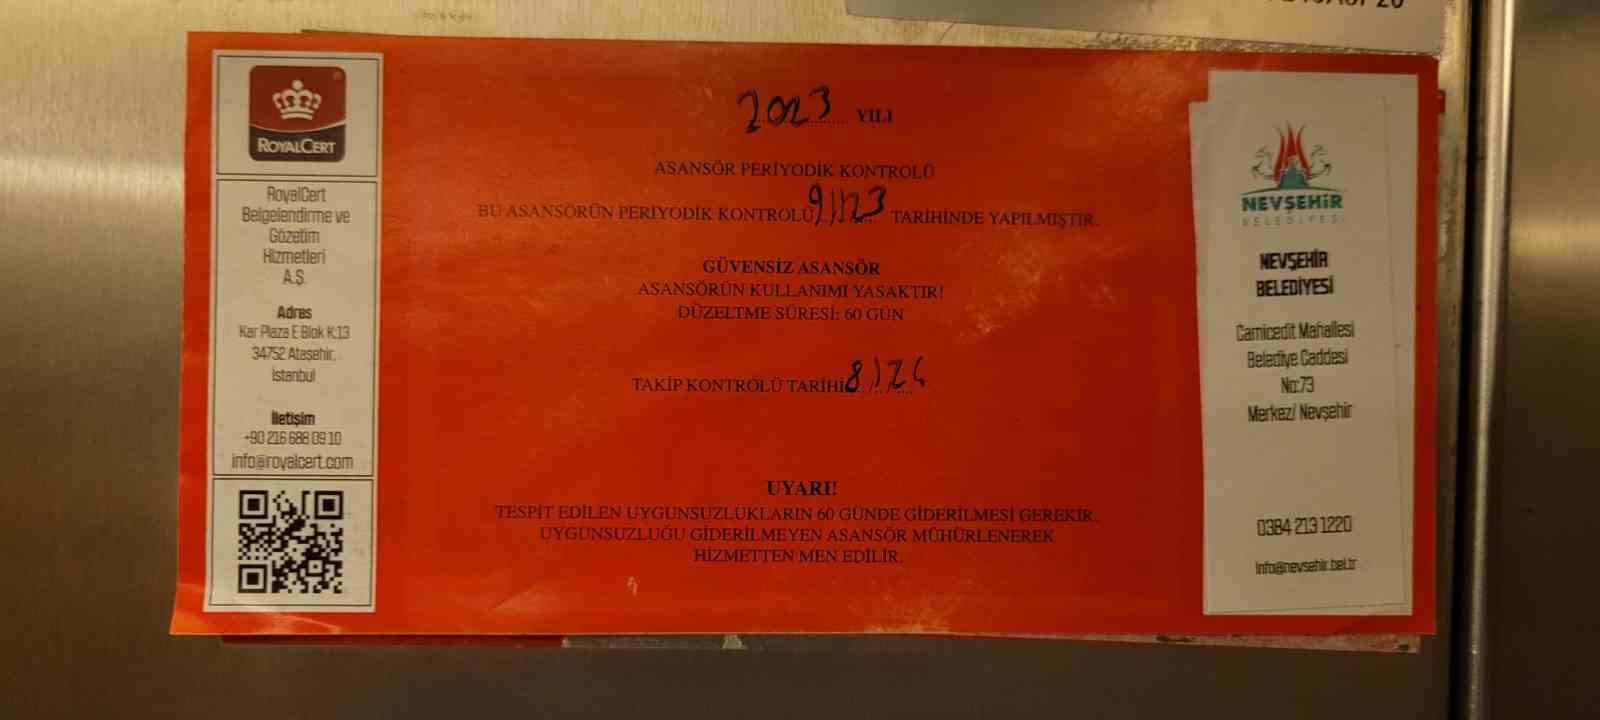 ROYALCERT
RoyalCert
Belgelendirme ve
Gözetim
Hizmetleri
A.Ş.
Adres
Kar Plaza E Blok K:13
34752 Ataşehir,
İstanbul
İletişim
+90 216 688 09 10
info@royalcert.com
2023 YILI
ASANSÖR PERİYODİK KONTROLÜ
BU ASANSÖRÜN PERİYODİK KONTROLÜ 9/1/23 TARİHİNDE YAPILMIŞTIR.
GÜVENSİZ ASANSÖR
ASANSÖRÜN KULLANIMI YASAKTIR!
DÜZELTME SÜRESİ: 60 GÜN
TAKİP KONTROLÜ TARİHİ
UYARI!
TESPİT EDİLEN UYGUNSUZLUKLARIN 60 GÜNDE GİDERİLMESİ GEREKİR.
UYGUNSUZLUĞU GİDERİLMEYEN ASANSÖR MÜHÜRLENEREK
HİZMETTEN MEN EDİLİR.
NEVŞEHİR
BELEDİYESİ
NEVŞEHİR
BELEDİYESİ
Camicedit Mahallesi
Belediye Caddesi
No:73
Merkez/ Nevşehir
0384 213 1220
info@nevsehir.bel.tr